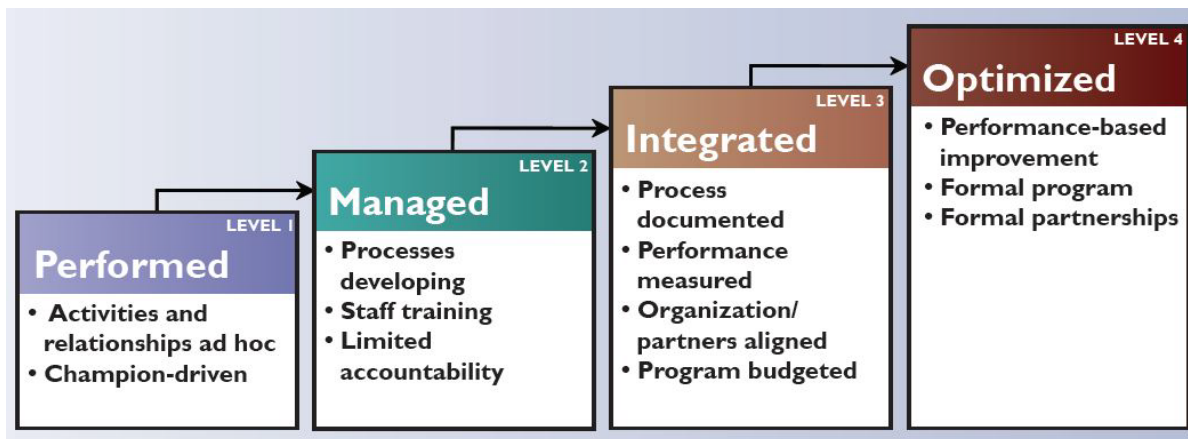 LEVEL 1
Performed
• Activities and
relationships ad hoc
• Champion-driven
LEVEL 2
Managed
• Processes
developing
• Staff training
• Limited
accountability
LEVEL 3
Integrated
• Process
documented
• Performance
measured
• Organization/
partners aligned
• Program budgeted
LEVEL 4
Optimized
• Performance-based
improvement
• Formal program
• Formal partnerships